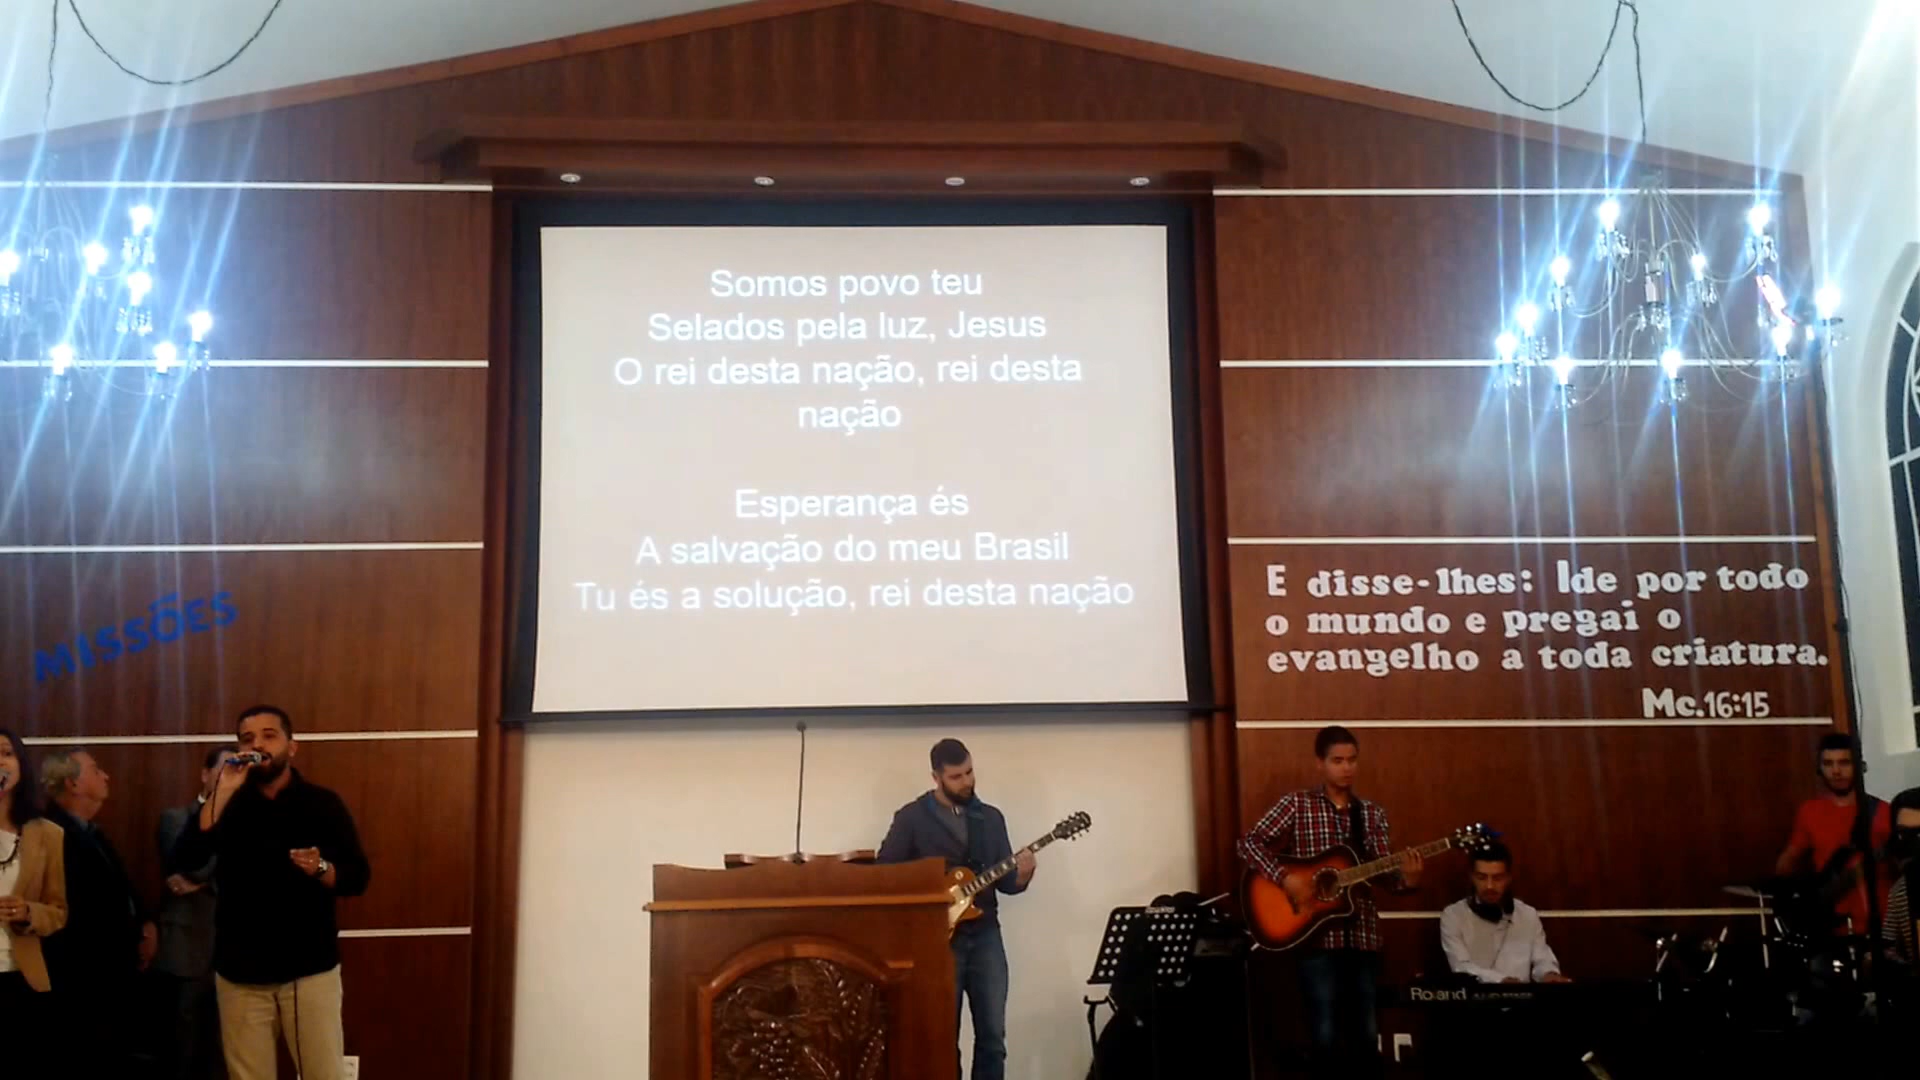 Somos povo teu
Selados pela luz, Jesus
O rei desta nação, rei desta
nação
Esperança és
A salvação do meu Brasil
Tu és a solução, rei desta nação
MISSÕES
E disse-lhes: Ide por todo
o mundo e pregai o
evangelho a toda criatura.
Mc.16:15
Roland